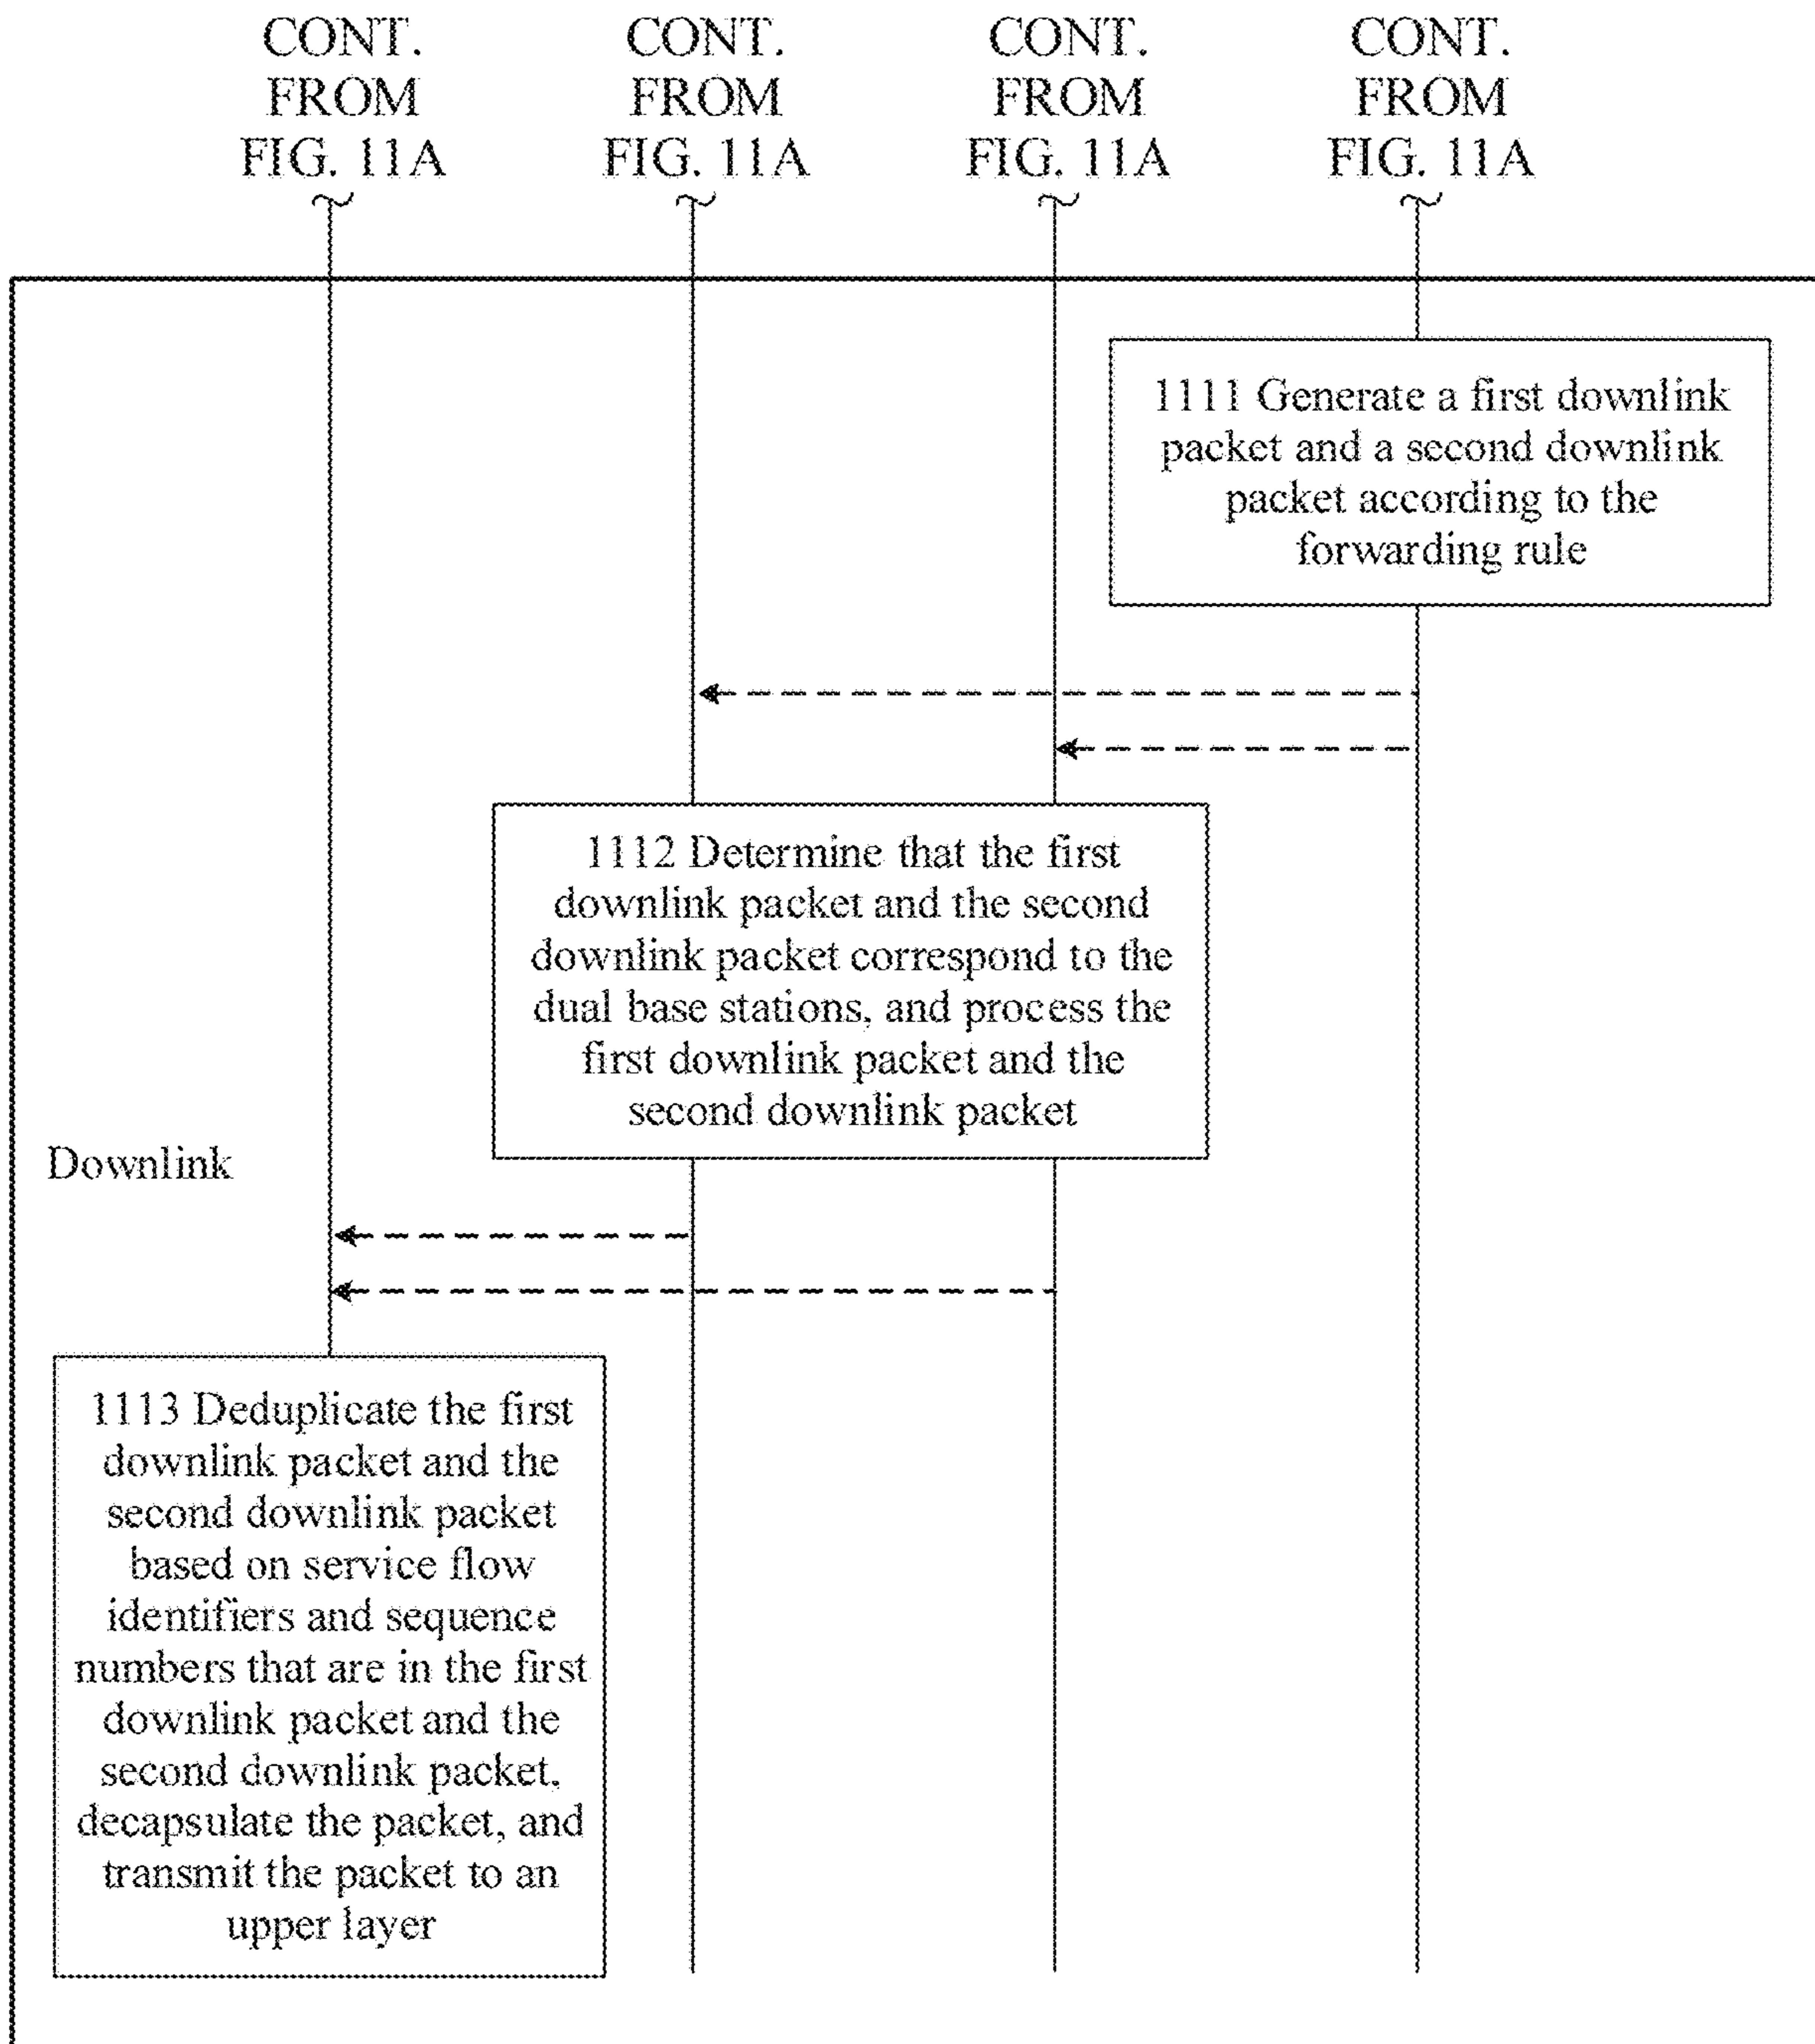 CONT.
FROM
FIG. 11A
CONT.
FROM
FIG. 11A
CONT.
FROM
FIG. 11A
CONT.
FROM
FIG. 11A
1111 Generate a first downlink
packet and a second downlink
packet according to the
forwarding rule
1112 Determine that the first
downlink packet and the second
downlink packet correspond to the
dual base stations, and process the
first downlink packet and the
second downlink packet
Downlink
1113 Deduplicate the first
downlink packet and the
second downlink packet
based on service flow
identifiers and sequence
numbers that are in the first
downlink packet and the
second downlink packet,
decapsulate the packet, and
transmit the packet to an
upper layer